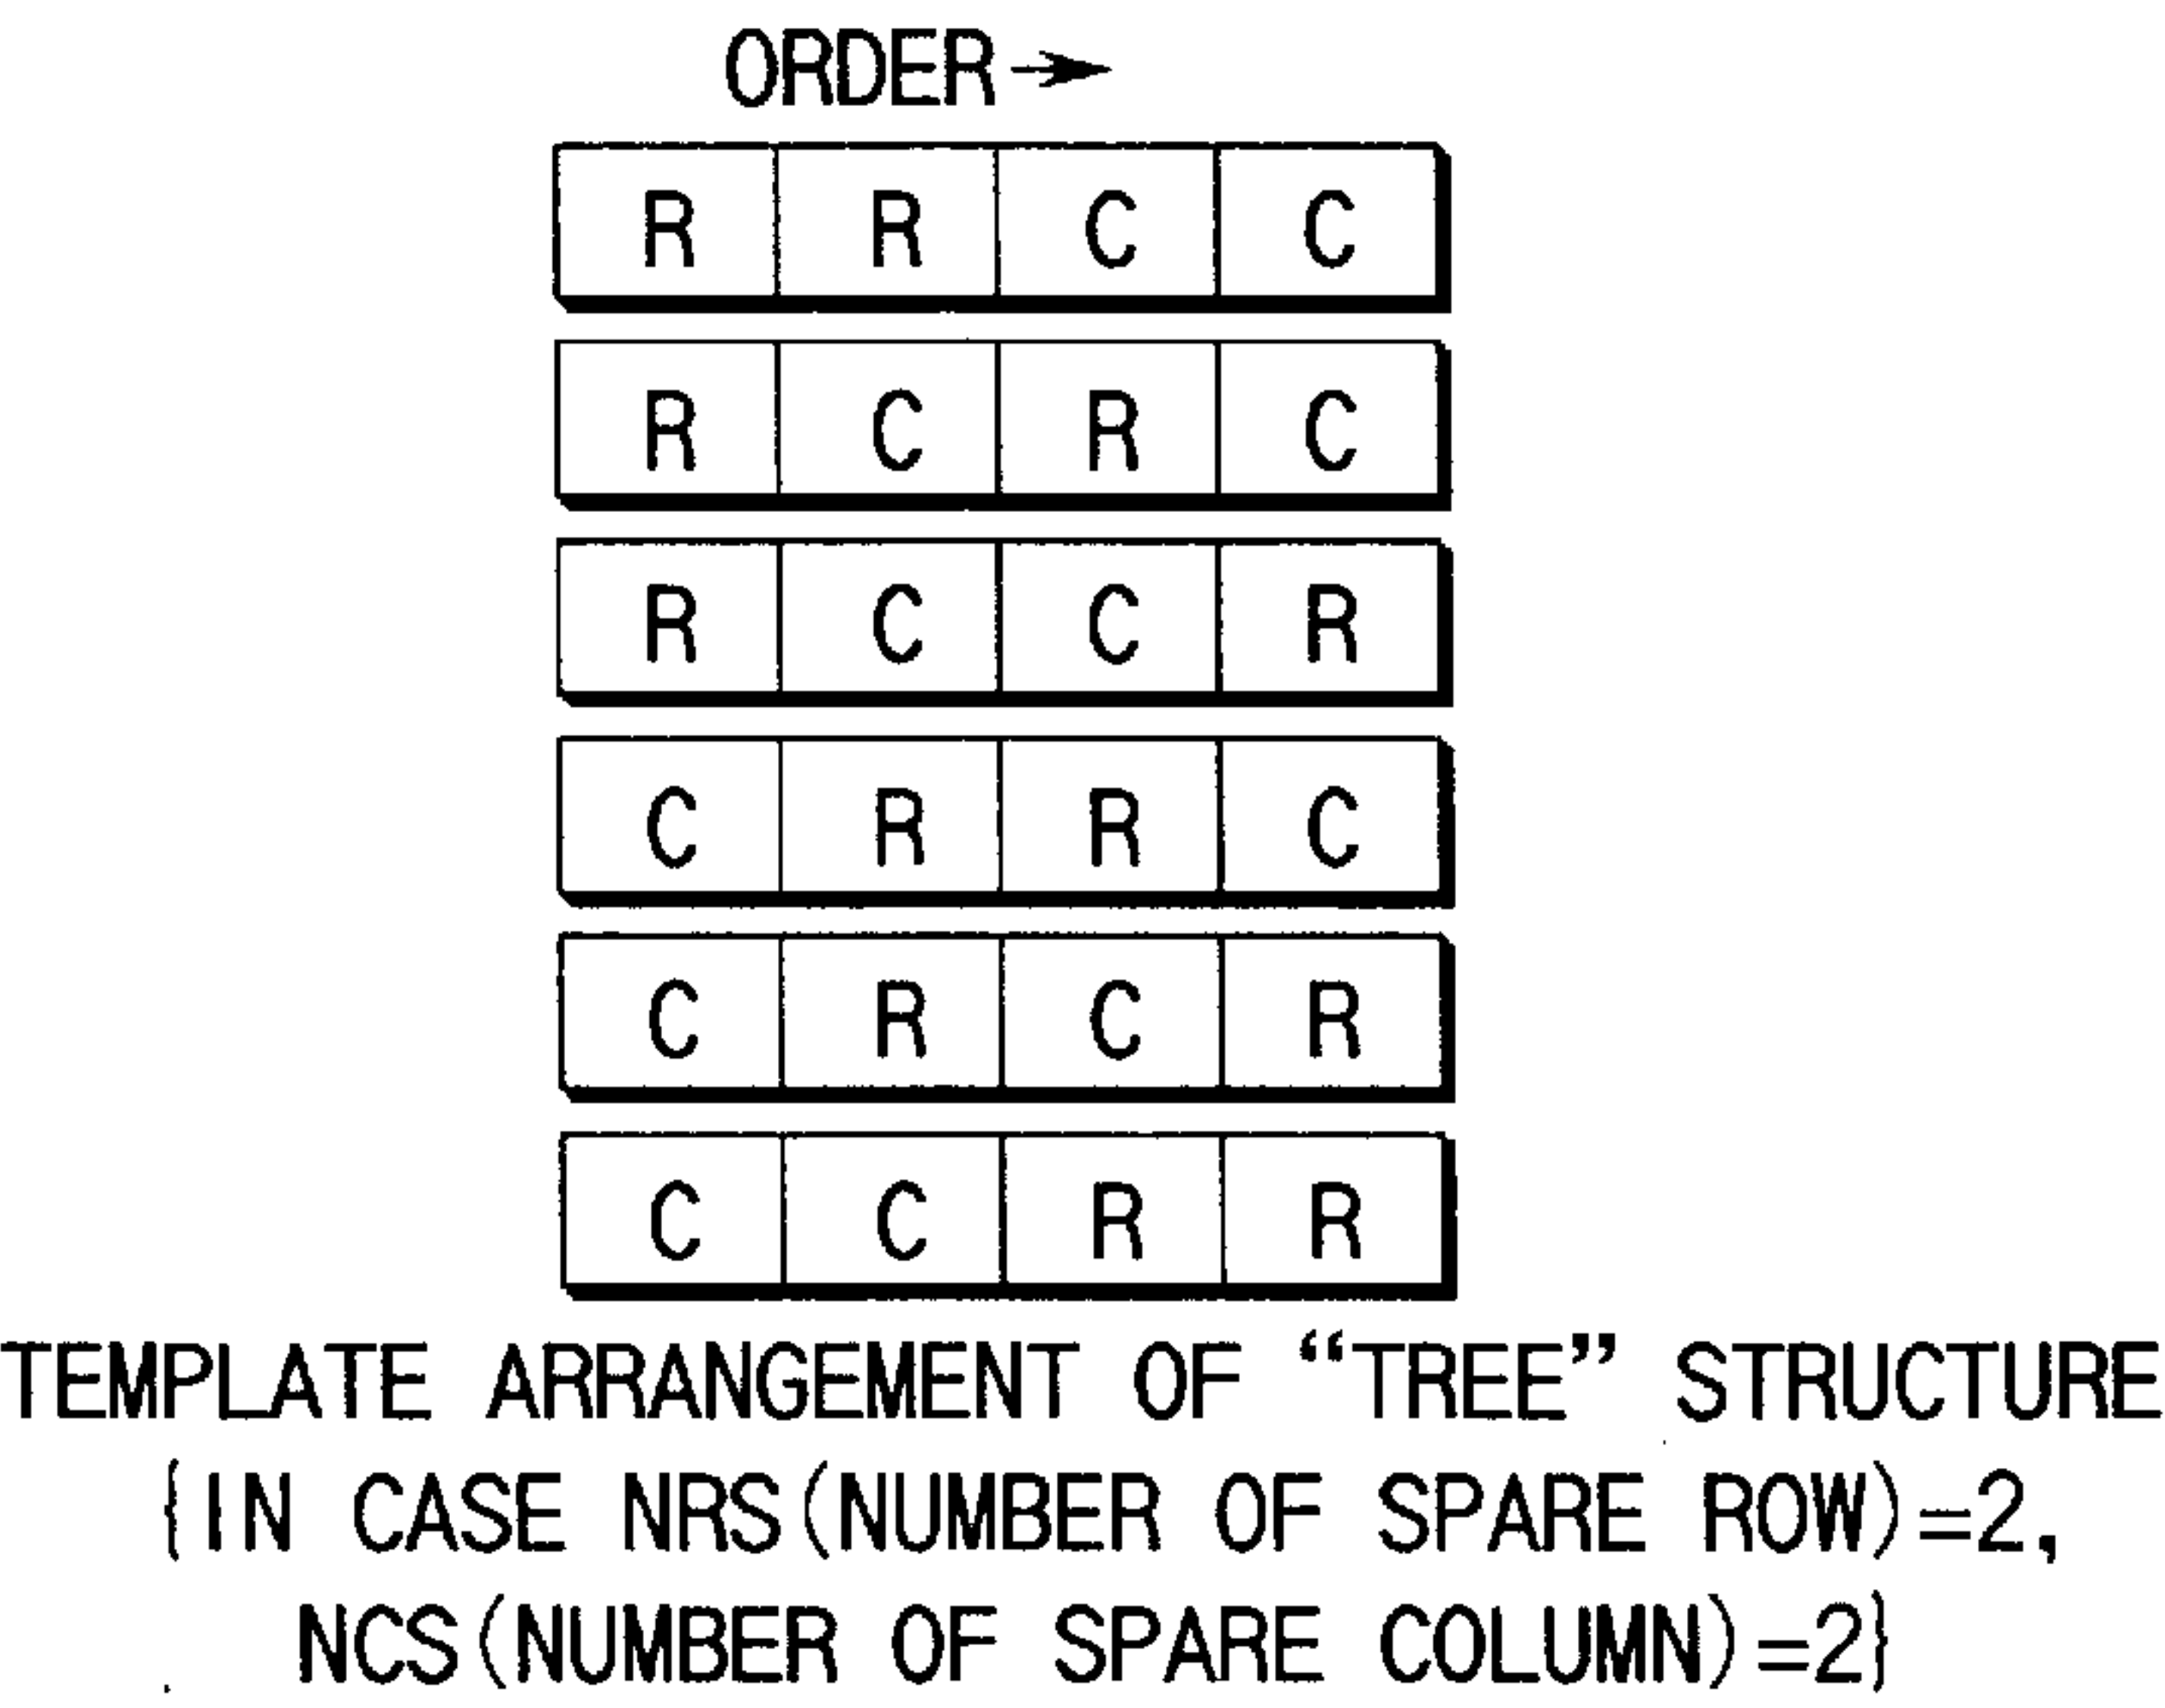 ORDER→
R R C C
R C R C
R C C R
C R R C
C R C R
C C R R
TEMPLATE ARRANGEMENT OF “TREE” STRUCTURE
{IN CASE NRS(NUMBER OF SPARE ROW)=2,
NCS(NUMBER OF SPARE COLUMN)=2}